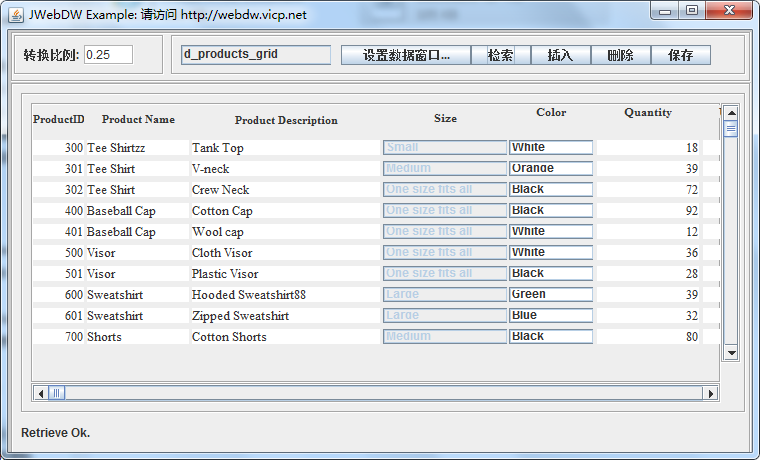 JWebDW Example: 请访问 http://webdw.vicp.net
转换比例: 0.25 d_products_grid 设置数据窗口... 检索 插入 删除 保存
ProductID Product Name Product Description Size Color Quantity
300 Tee Shirtzz Tank Top Small White 18
301 Tee Shirt V-neck Medium Orange 39
302 Tee Shirt Crew Neck One size fits all Black 72
400 Baseball Cap Cotton Cap One size fits all Black 92
401 Baseball Cap Wool cap One size fits all White 12
500 Visor Cloth Visor One size fits all White 36
501 Visor Plastic Visor One size fits all Black 28
600 Sweatshirt Hooded Sweatshirt88 Large Green 39
601 Sweatshirt Zipped Sweatshirt Large Blue 32
700 Shorts Cotton Shorts Medium Black 80
Retrieve Ok.